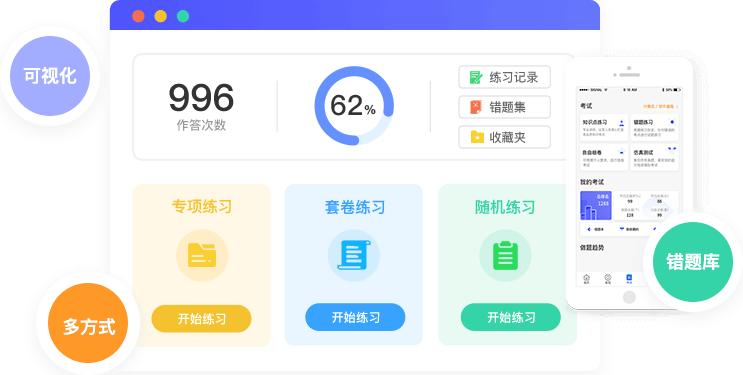 可视化
996
作答次数
62%
练习记录
错题集
收藏夹
专项练习
开始练习
套卷练习
开始练习
随机练习
开始练习
多方式
错题库
考试
知识点练习
错题练习
自由组卷
仿真测试
我的考试
做题趋势